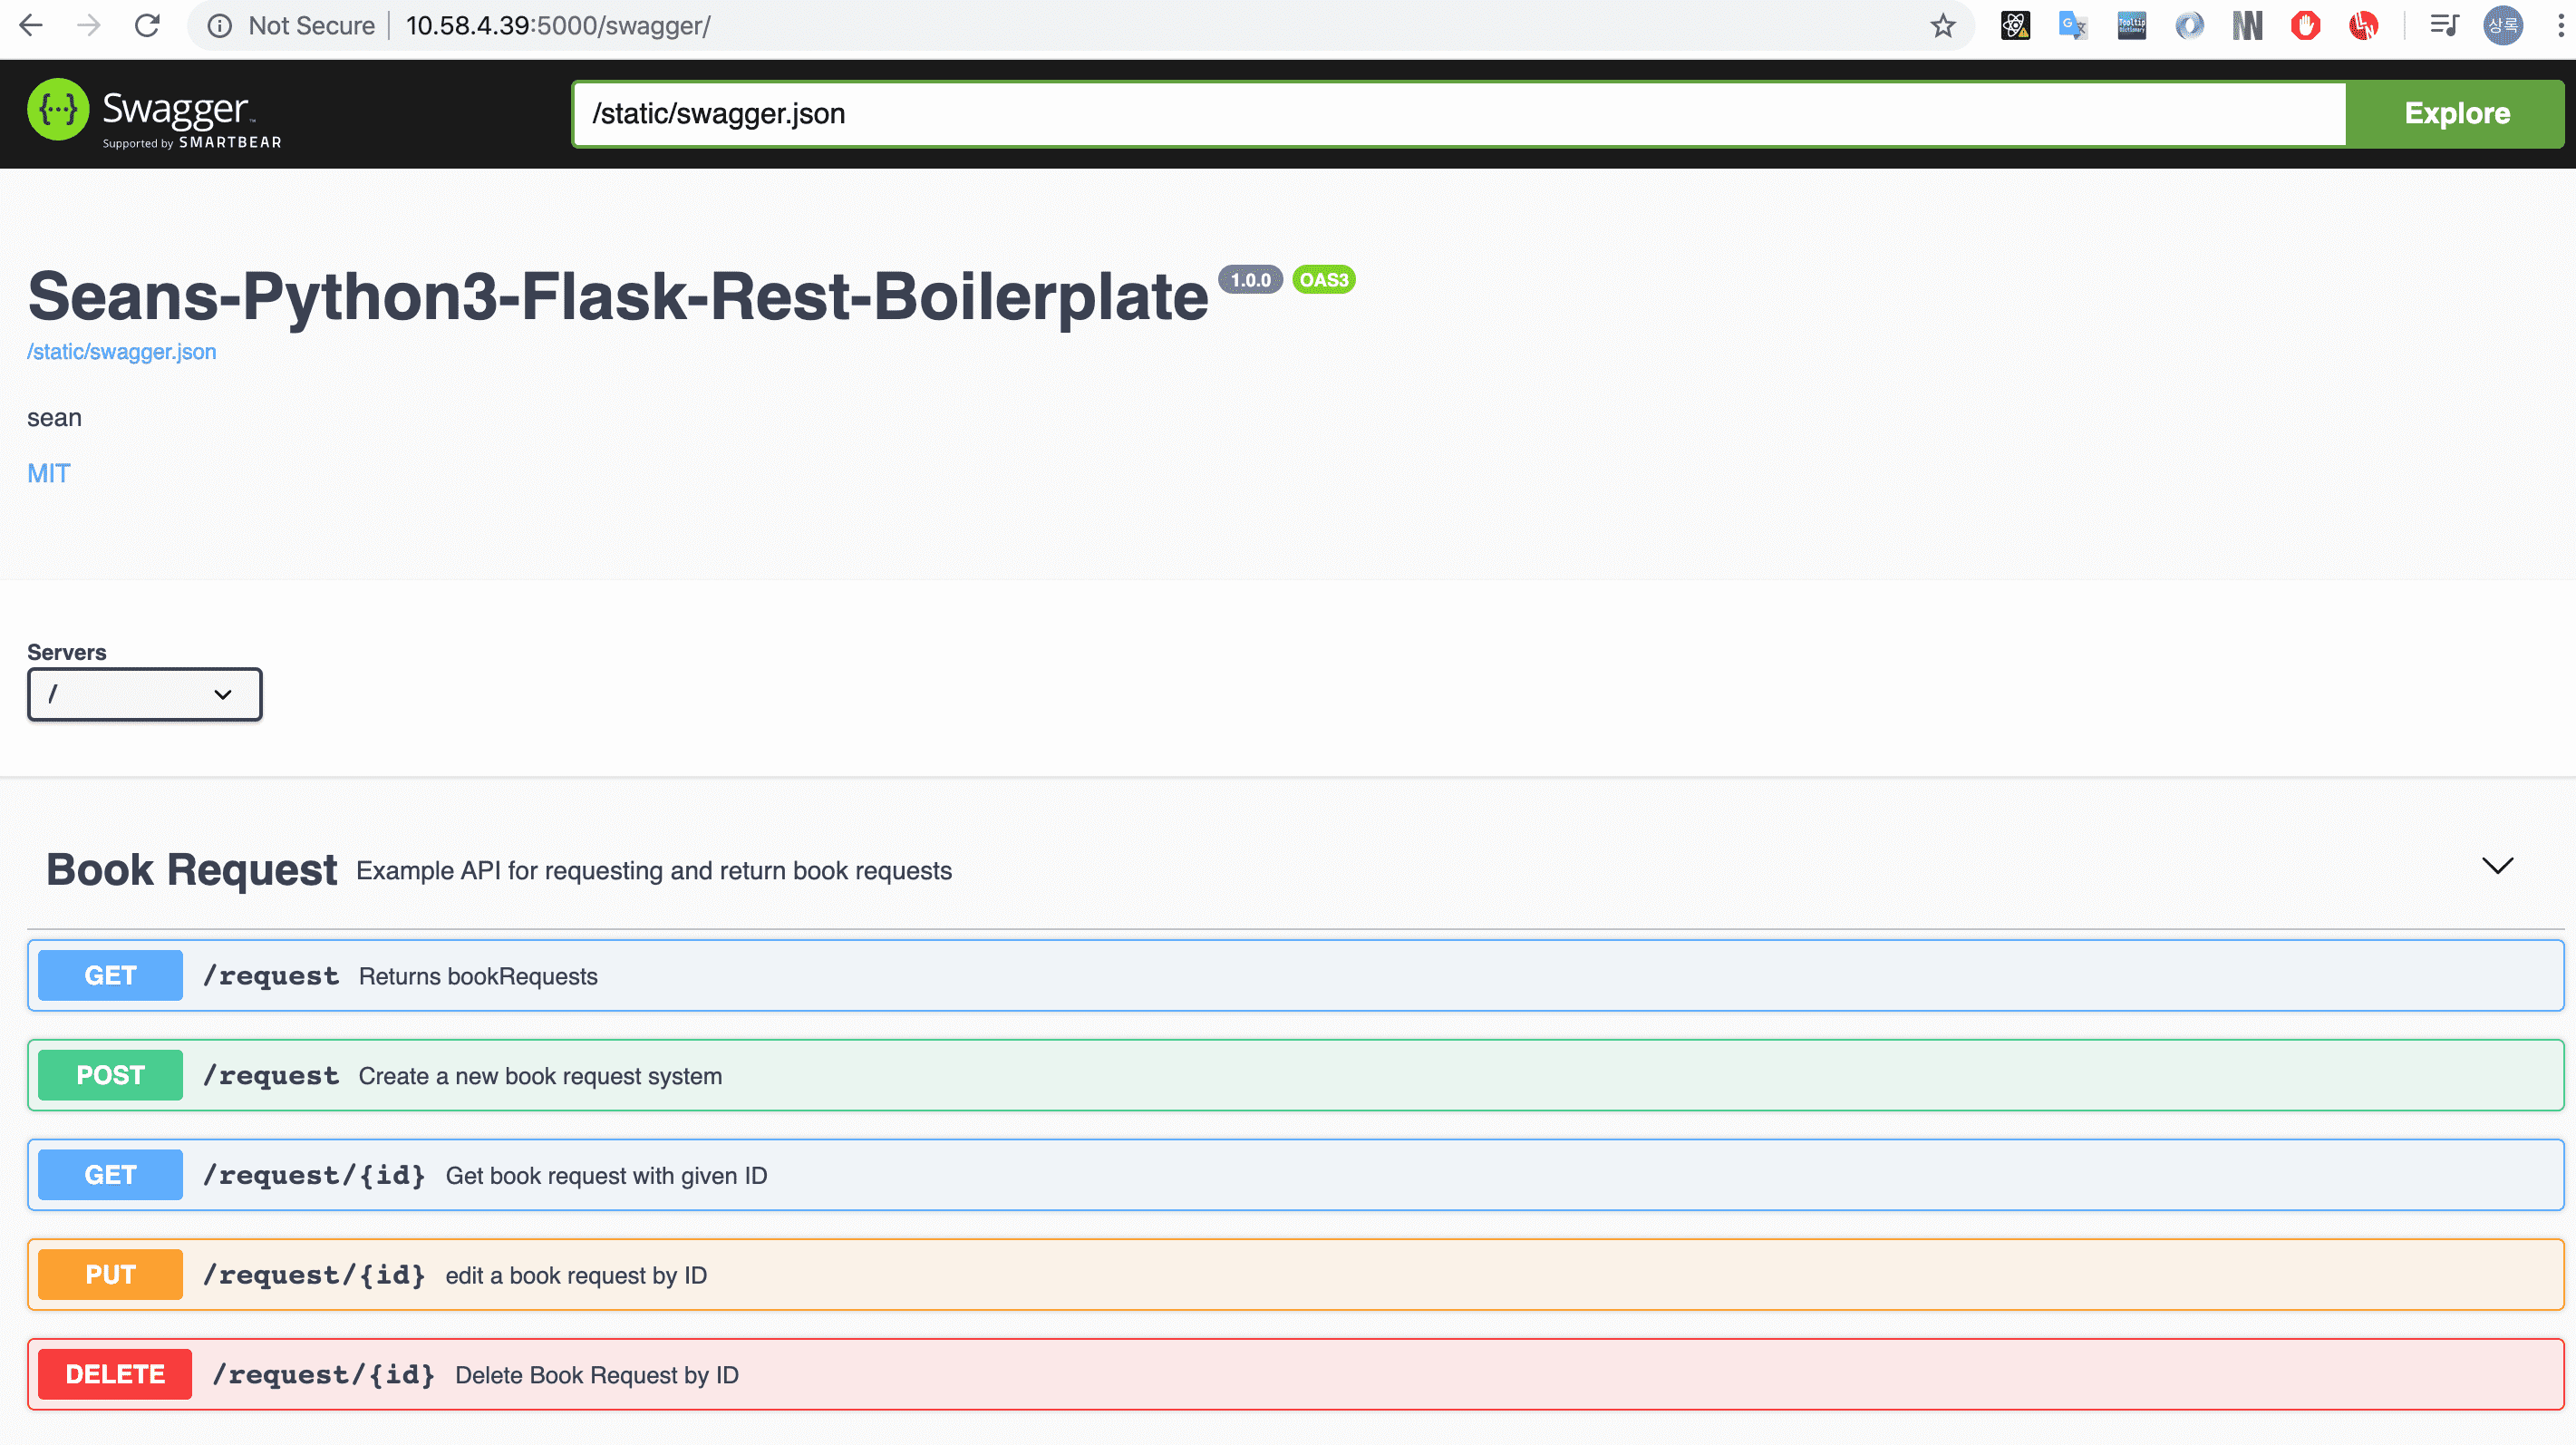 Not Secure 10.58.4.39:5000/swagger/
상록
Swagger™
Supported by SMARTBEAR
/static/swagger.json
Explore
Seans-Python3-Flask-Rest-Boilerplate 1.0.0 OAS3
/static/swagger.json
sean
MIT
Servers
/
Book Request Example API for requesting and return book requests
GET /request Returns bookRequests
POST /request Create a new book request system
GET /request/{id} Get book request with given ID
PUT /request/{id} edit a book request by ID
DELETE /request/{id} Delete Book Request by ID